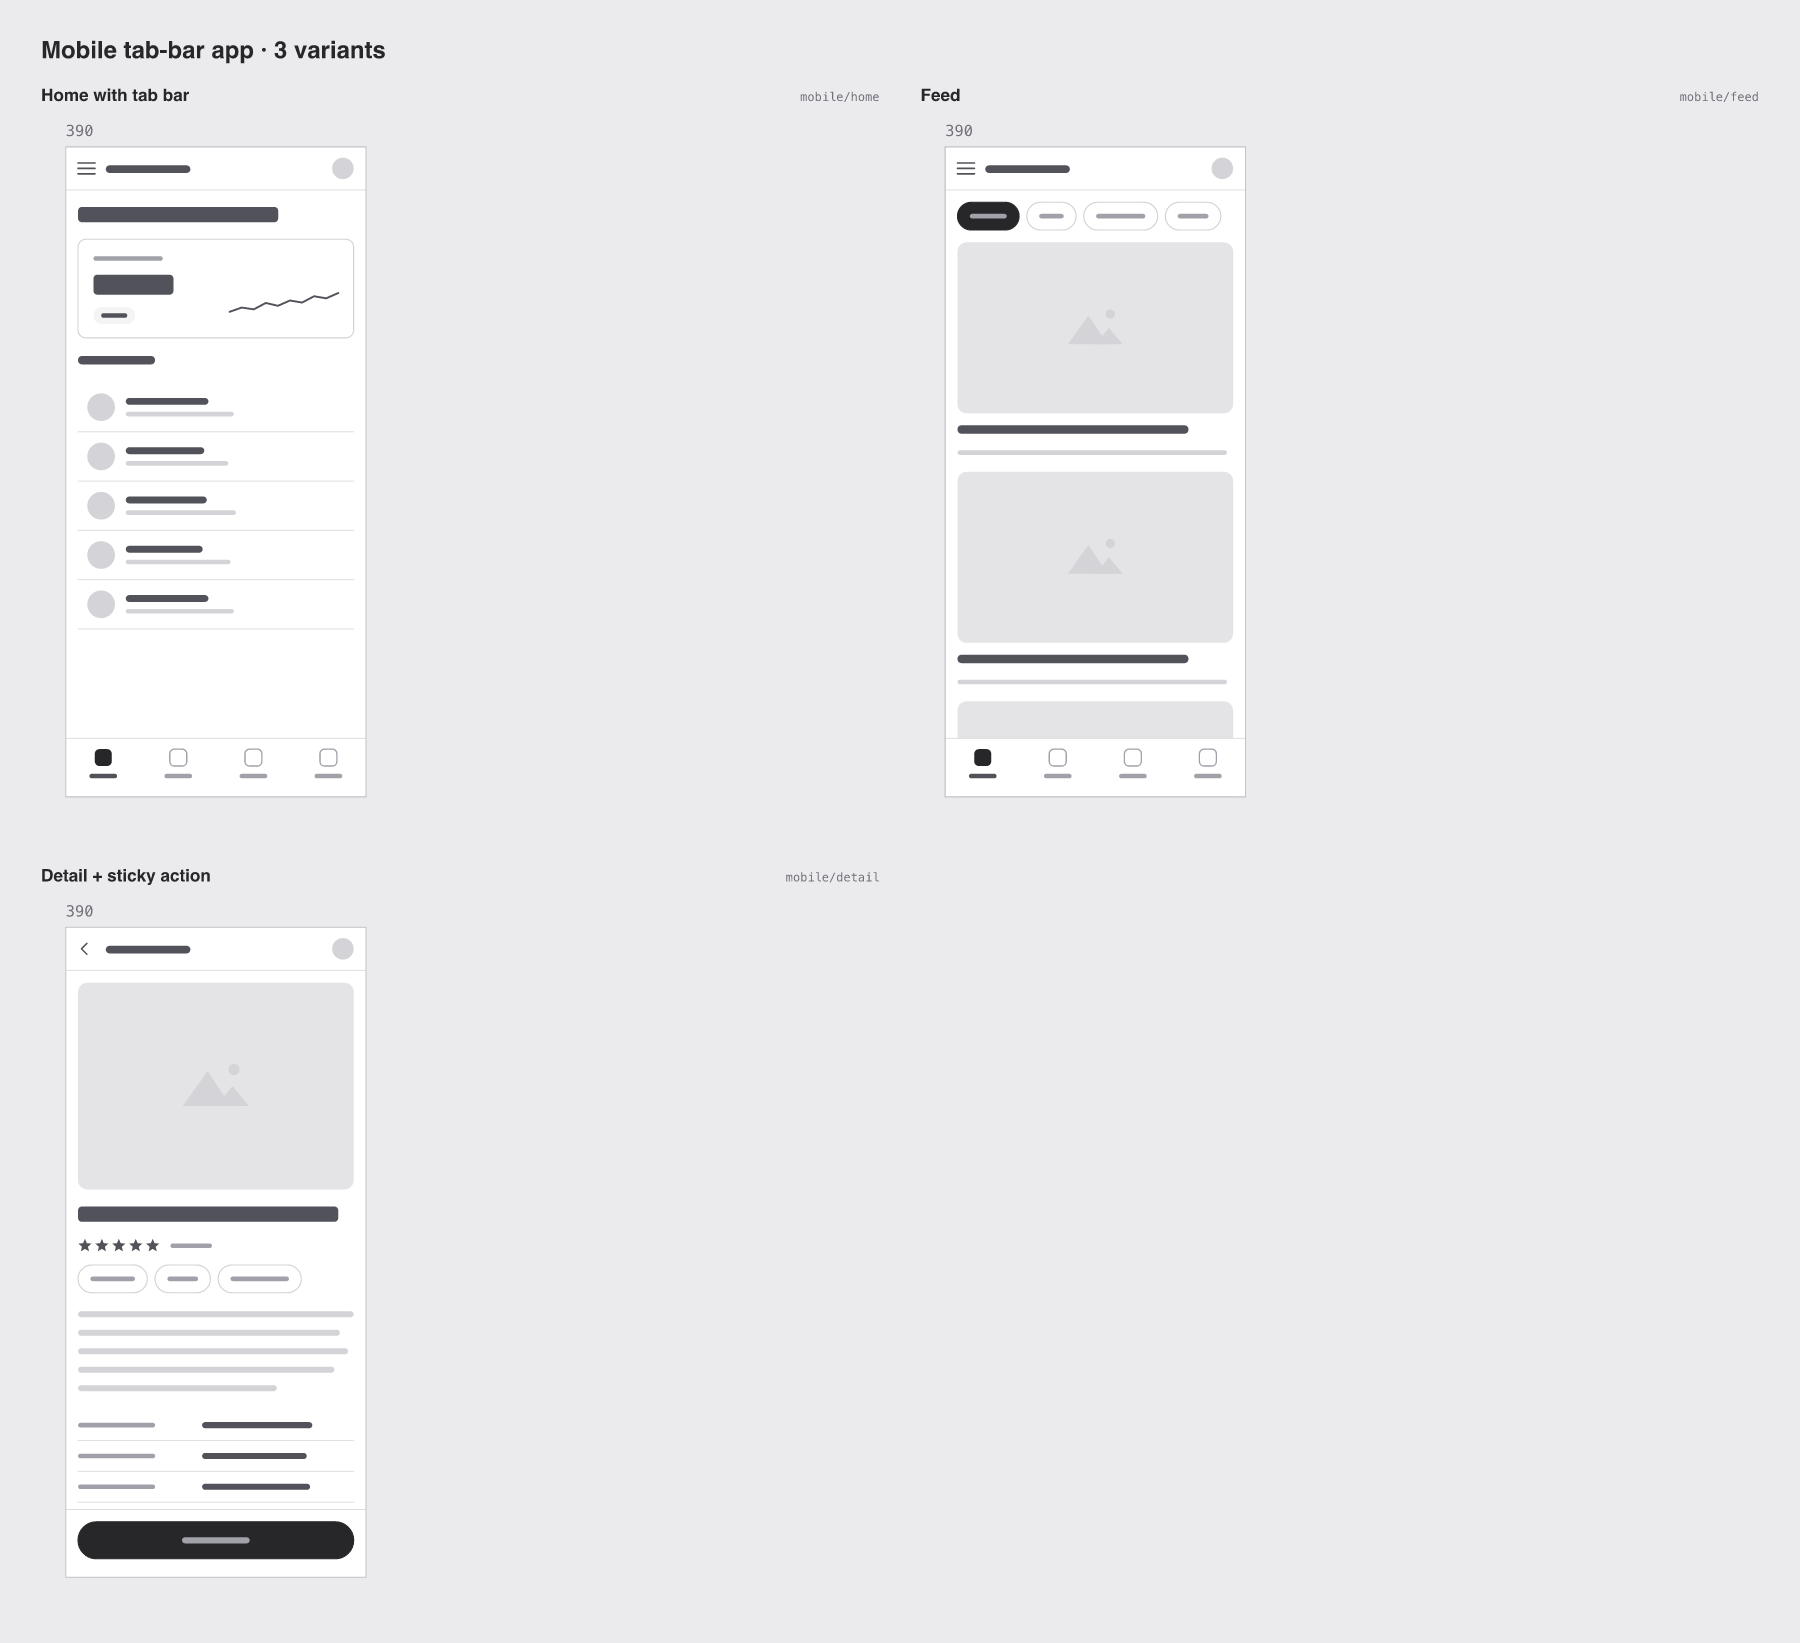 Mobile tab-bar app · 3 variants
Home with tab bar
mobile/home
390
Feed
mobile/feed
390
Detail + sticky action
mobile/detail
390